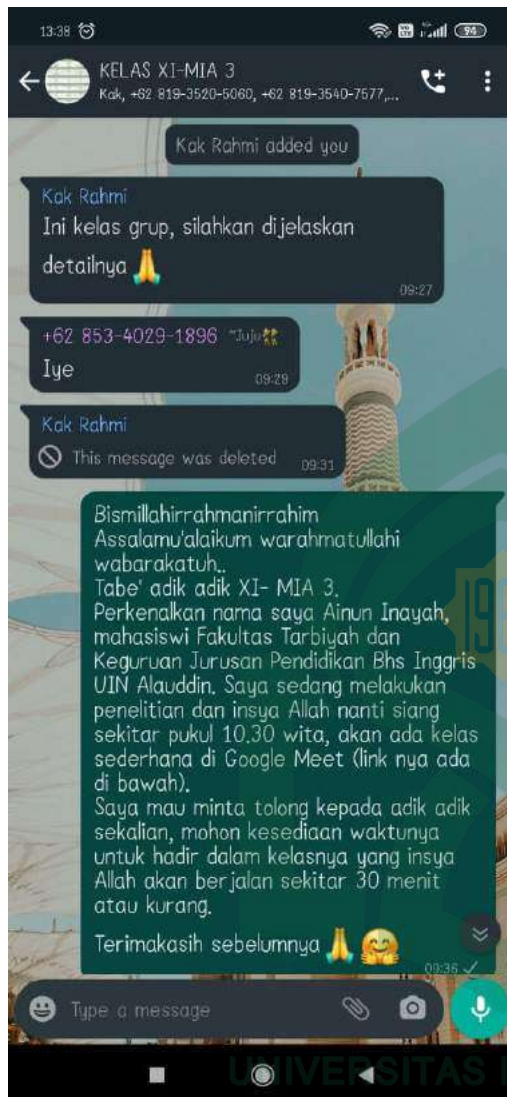 13:38
94
KELAS XI-MIA 3
Kak, +62 819-3520-5060, +62 819-3540-7577,...
Kak Rahmi added you
Kak Rahmi
Ini kelas grup, silahkan dijelaskan
detailnya 🙏
09:27
+62 853-4029-1896 ~Juju
Iye
09:29
Kak Rahmi
This message was deleted 09:31
Bismillahirrahmanirrahim
Assalamu'alaikum warahmatullahi
wabarakatuh..
Tabe' adik adik XI- MIA 3.
Perkenalkan nama saya Ainun Inayah,
mahasiswi Fakultas Tarbiyah dan
Keguruan Jurusan Pendidikan Bhs Inggris
UIN Alauddin. Saya sedang melakukan
penelitian dan insya Allah nanti siang
sekitar pukul 10.30 wita, akan ada kelas
sederhana di Google Meet (link nya ada
di bawah).
Saya mau minta tolong kepada adik adik
sekalian, mohon kesediaan waktunya
untuk hadir dalam kelasnya yang insya
Allah akan berjalan sekitar 30 menit
atau kurang.
Terimakasih sebelumnya 🙏 🤗
09:36
Type a message
UNIVERSITAS